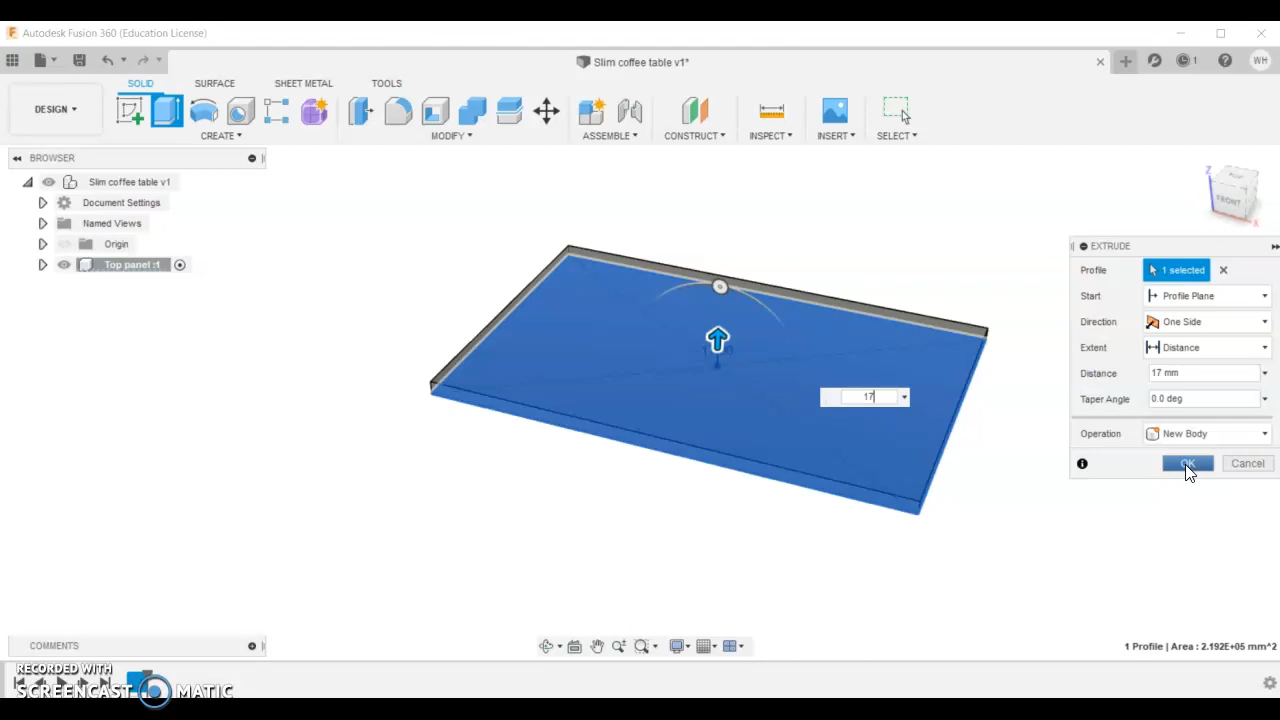 Autodesk Fusion 360 (Education License)
Slim coffee table v1*
1
WH
DESIGN
SOLID
SURFACE
SHEET METAL
TOOLS
CREATE
MODIFY
ASSEMBLE
CONSTRUCT
INSPECT
INSERT
SELECT
BROWSER
Slim coffee table v1
Document Settings
Named Views
Origin
Top panel :1
FRONT
Z
X
17
EXTRUDE
Profile
1 selected
Start
Profile Plane
Direction
One Side
Extent
Distance
Distance
17 mm
Taper Angle
0.0 deg
Operation
New Body
OK
Cancel
COMMENTS
1 Profile | Area : 2.192E+05 mm^2
RECORDED WITH
SCREENCAST MATIC